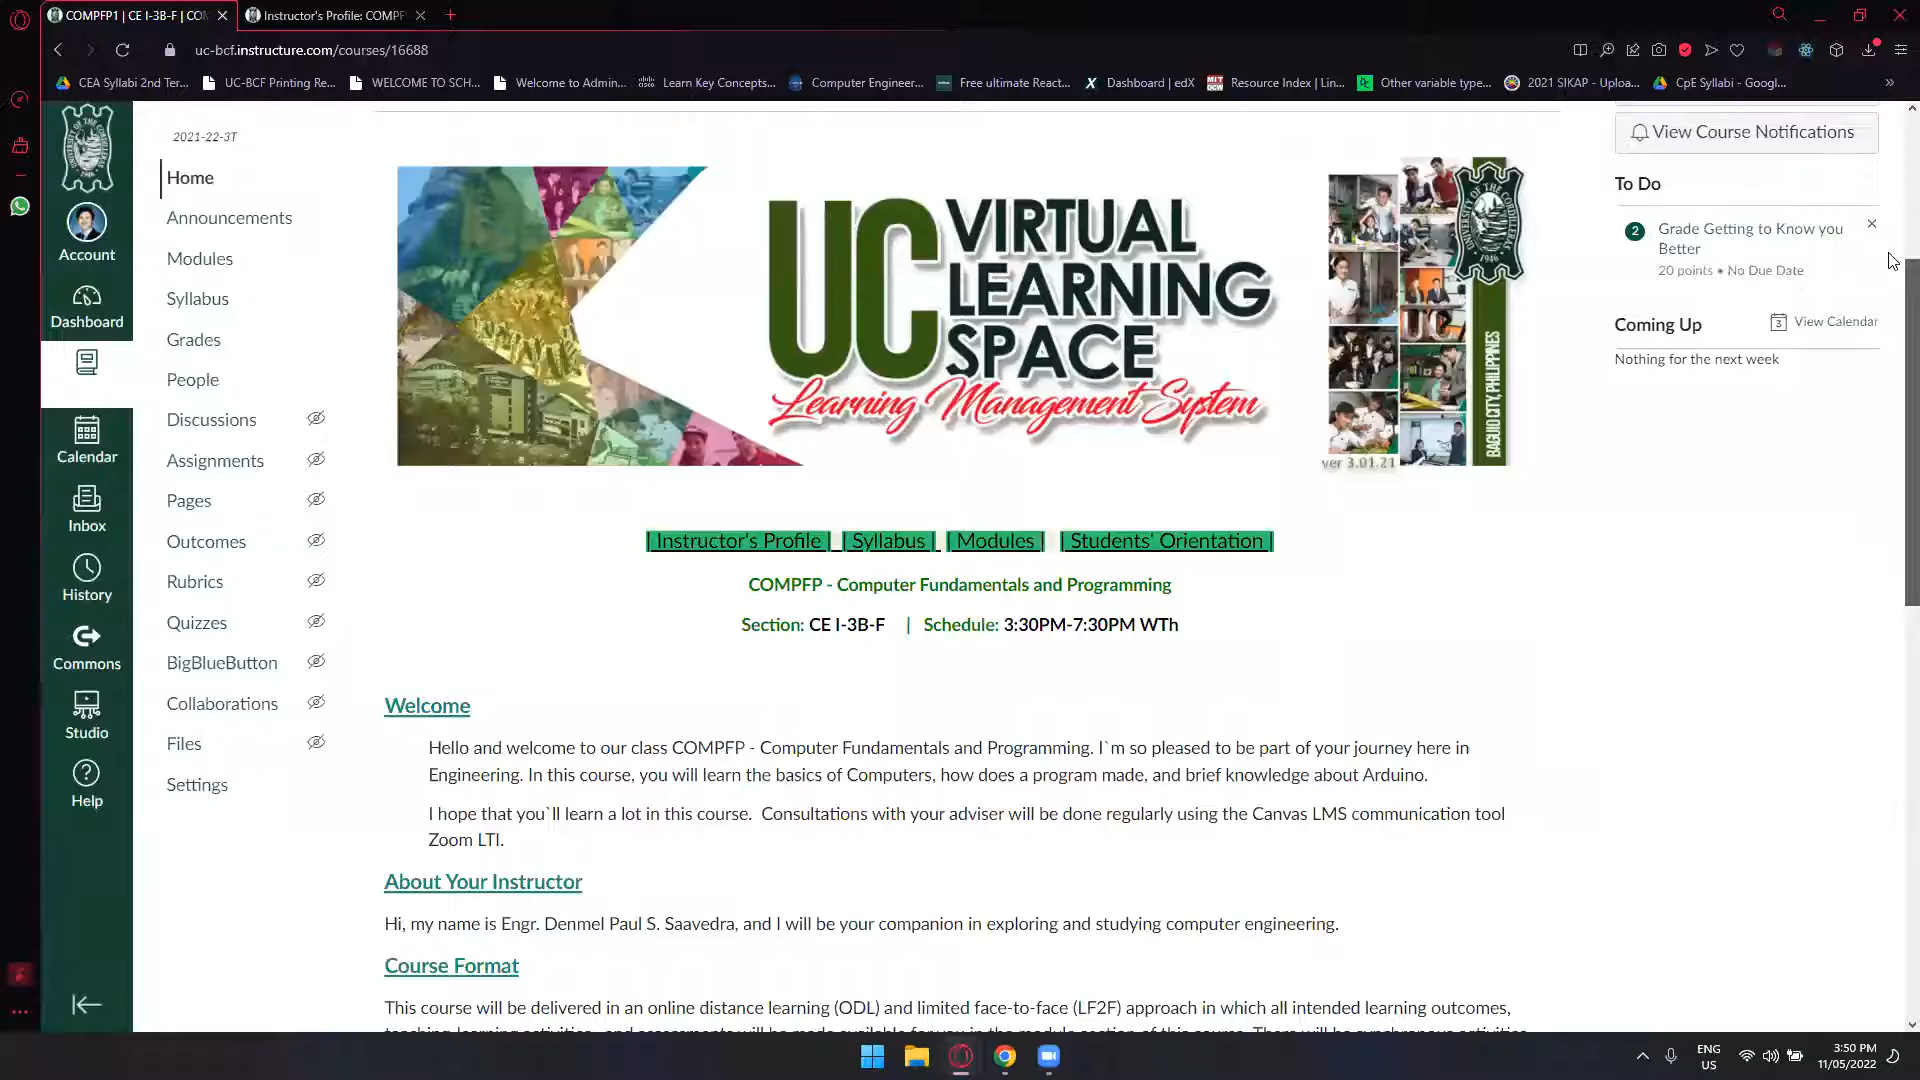 COMPFP1 | CE I-3B-F | CON
Instructor's Profile: COMPF
uc-bcf.instructure.com/courses/16688
CEA Syllabi 2nd Ter...
UC-BCF Printing Re...
WELCOME TO SCH...
Welcome to Admin...
Learn Key Concepts...
Computer Engineer...
Free ultimate React...
Dashboard | edX
Resource Index | Lin...
Other variable type...
2021 SIKAP - Uploa...
CpE Syllabi - Googl...
Account
Dashboard
Calendar
Inbox
History
Commons
Studio
Help
2021-22-3T
Home
Announcements
Modules
Syllabus
Grades
People
Discussions
Assignments
Pages
Outcomes
Rubrics
Quizzes
BigBlueButton
Collaborations
Files
Settings
UC VIRTUAL
LEARNING
SPACE
Learning Management System
UNIVERSITY OF THE CORDILLERAS
1946
BAGUIO CITY, PHILIPPINES
ver 3.01.21
| Instructor's Profile | | Syllabus | | Modules | | Students' Orientation |
COMPFP - Computer Fundamentals and Programming
Section: CE I-3B-F | Schedule: 3:30PM-7:30PM WTh
Welcome
Hello and welcome to our class COMPFP - Computer Fundamentals and Programming. I`m so pleased to be part of your journey here in
Engineering. In this course, you will learn the basics of Computers, how does a program made, and brief knowledge about Arduino.
I hope that you`ll learn a lot in this course. Consultations with your adviser will be done regularly using the Canvas LMS communication tool
Zoom LTI.
About Your Instructor
Hi, my name is Engr. Denmel Paul S. Saavedra, and I will be your companion in exploring and studying computer engineering.
Course Format
This course will be delivered in an online distance learning (ODL) and limited face-to-face (LF2F) approach in which all intended learning outcomes,
View Course Notifications
To Do
2
Grade Getting to Know you
Better
20 points • No Due Date
Coming Up
3
View Calendar
Nothing for the next week
ENG
US
3:50 PM
11/05/2022